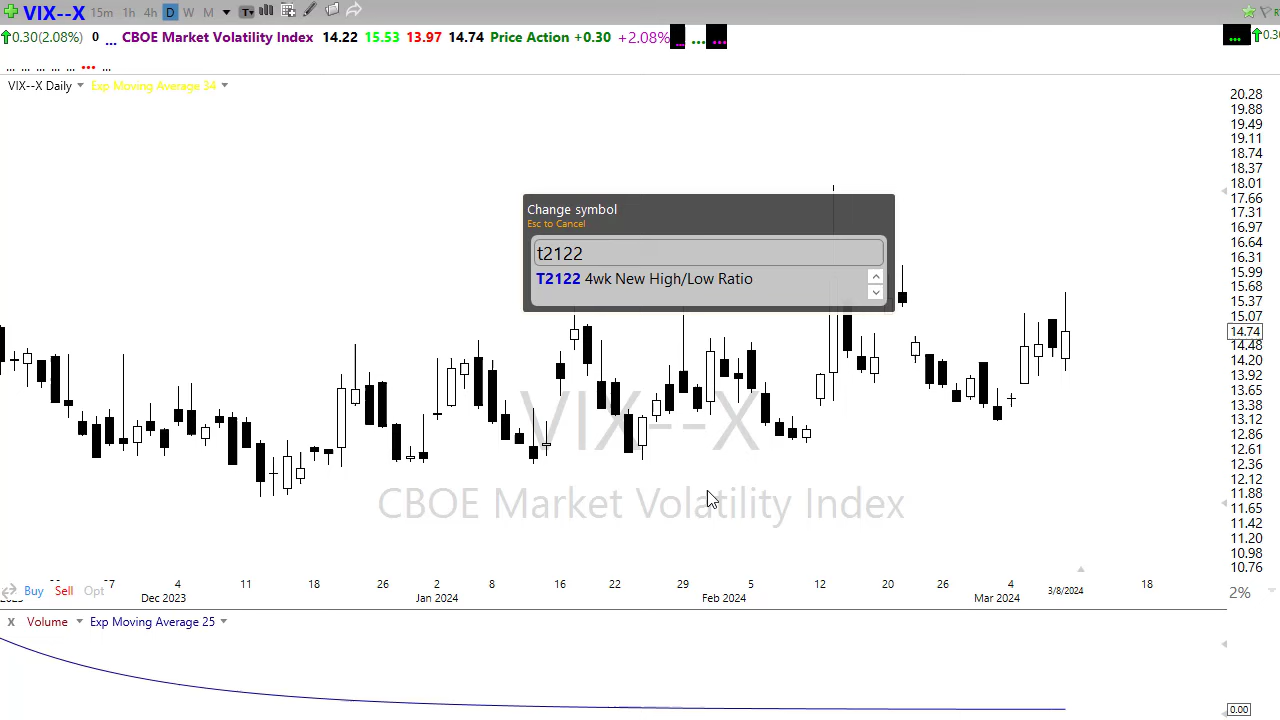 VIX--X 15m 1h 4h D W M T
0.30(2.08%) 0 ... CBOE Market Volatility Index 14.22 15.53 13.97 14.74 Price Action +0.30 +2.08% ... ... ... ... 0.30
... ... ... ... ... ... ...
VIX--X Daily Exp Moving Average 34
20.28
19.88
19.49
19.11
18.74
18.37
18.01
17.66
17.31
16.97
16.64
16.31
15.99
15.68
15.37
15.07
14.74
14.48
14.20
13.92
13.65
13.38
13.12
12.86
12.61
12.36
12.12
11.88
11.65
11.42
11.20
10.98
10.76
Change symbol
Esc to Cancel
t2122
T2122 4wk New High/Low Ratio
VIX--X
CBOE Market Volatility Index
4 11 18 26 2 8 16 22 29 5 12 20 26 4 18
Buy Sell Opt
Dec 2023 Jan 2024 Feb 2024 Mar 2024 3/8/2024
2%
x Volume Exp Moving Average 25
0.00